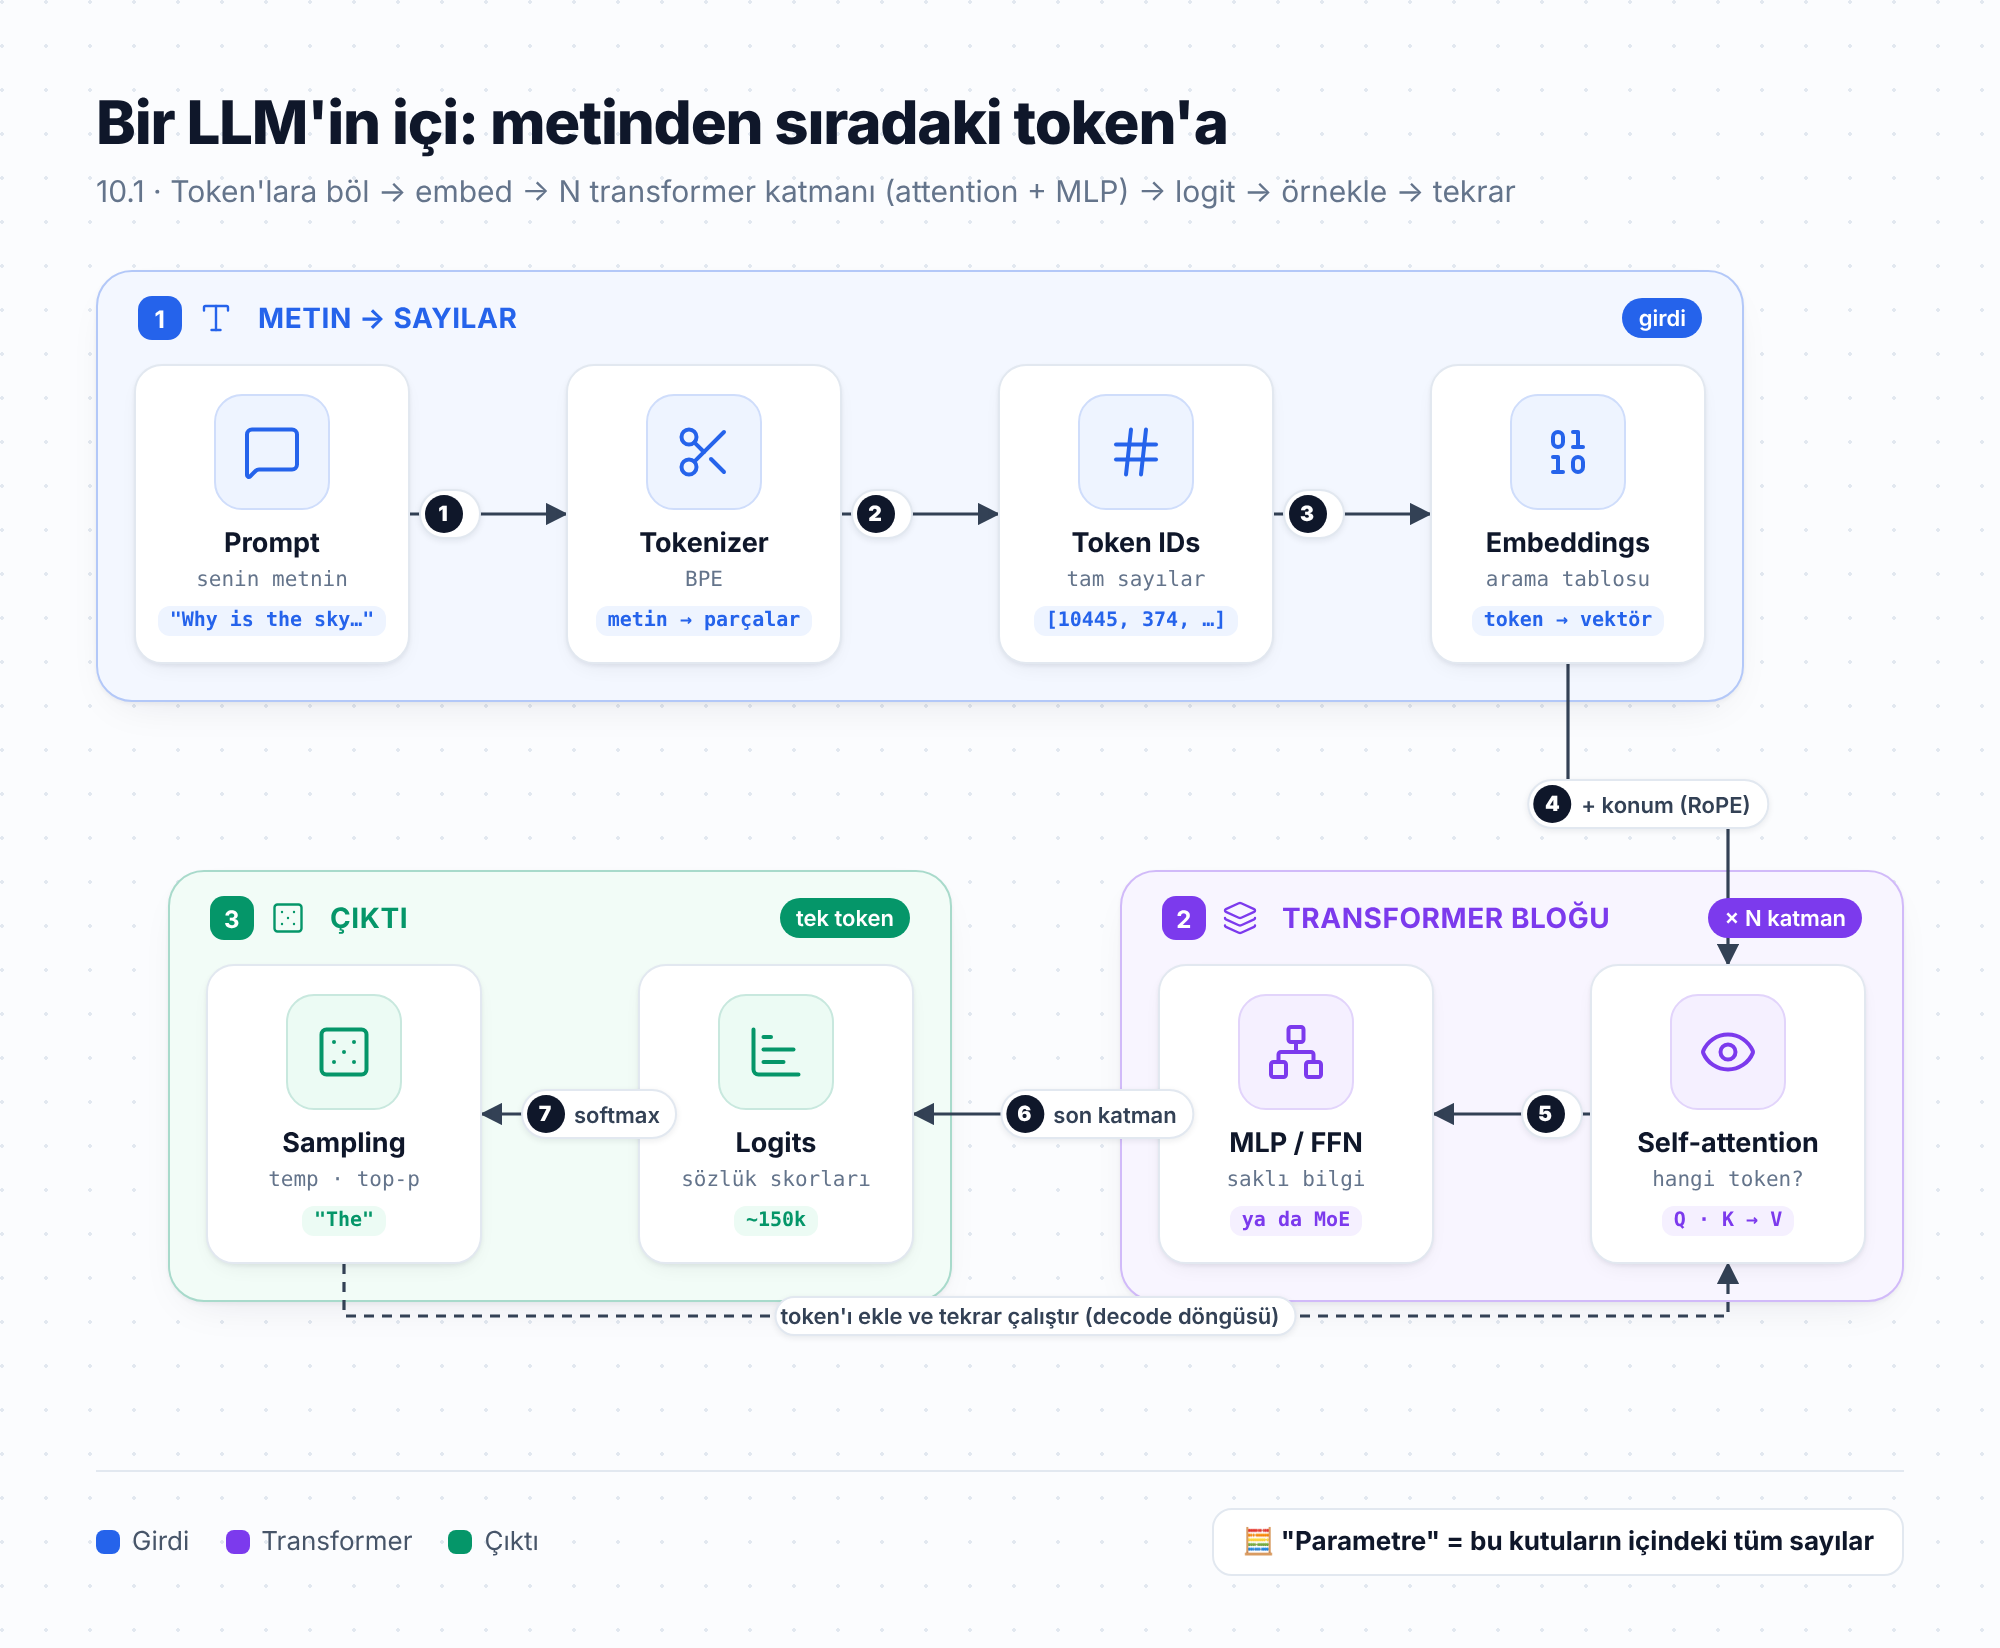 Bir LLM'in içi: metinden sıradaki token'a
10.1 · Token'lara böl → embed → N transformer katmanı (attention + MLP) → logit → örnekle → tekrar
1 METIN → SAYILAR girdi
Prompt
senin metnin
"Why is the sky…"
1
Tokenizer
BPE
metin → parçalar
2
Token IDs
tam sayılar
[10445, 374, …]
3
Embeddings
01
10
arama tablosu
token → vektör
4 + konum (RoPE)
2 TRANSFORMER BLOĞU × N katman
Self-attention
hangi token?
Q · K → V
5
MLP / FFN
saklı bilgi
ya da MoE
6 son katman
3 ÇIKTI tek token
Logits
sözlük skorları
~150k
7 softmax
Sampling
temp · top-p
"The"
token'ı ekle ve tekrar çalıştır (decode döngüsü)
Girdi Transformer Çıktı
🧮 "Parametre" = bu kutuların içindeki tüm sayılar